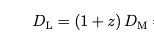 D_L = (1 + z) D_M =